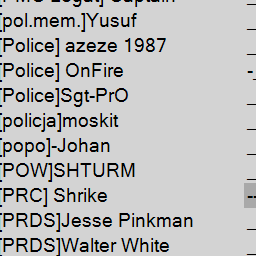 [pol.mem.]Yusuf
[Police] azeze 1987
[Police] OnFire
[Police]Sgt-PrO
[policja]moskit
[popo]-Johan
[POW]SHTURM
[PRC] Shrike
[PRDS]Jesse Pinkman
[PRDS]Walter White